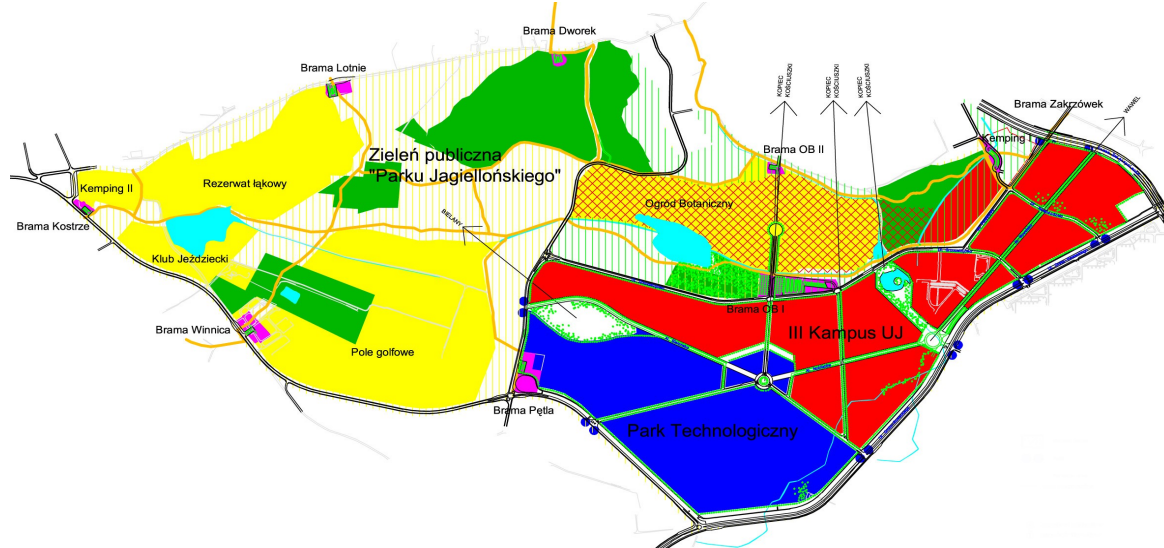 Brama Dworek
Brama Lotnie
KOPIEC
KOŚCIUSZKI
KOPIEC
KOŚCIUSZKI
KOPIEC
KOŚCIUSZKI
Brama Zakrzówek
WAWEL
Kemping I
Zieleń publiczna
"Parku Jagiellońskiego"
Brama OB II
Kemping II
Rezerwat łąkowy
Ogród Botaniczny
BIELANY
Brama Kostrze
Klub Jeździecki
Brama OB I
Brama Winnica
III Kampus UJ
Pole golfowe
Brama Pętla
Park Technologiczny